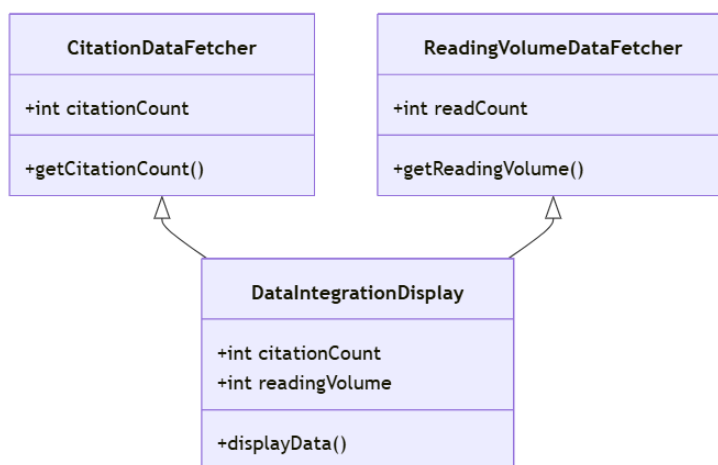 CitationDataFetcher
+int citationCount
+getCitationCount()
ReadingVolumeDataFetcher
+int readCount
+getReadingVolume()
DataIntegrationDisplay
+int citationCount
+int readingVolume
+displayData()